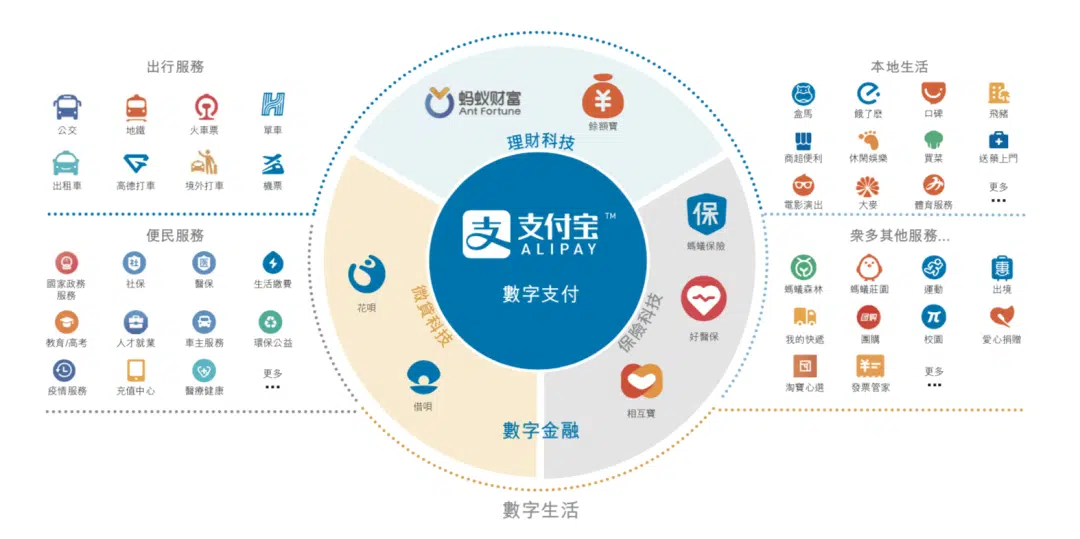 出行服務
公交
地鐵
火車票
單車
出租車
高德打車
境外打車
機票
便民服務
國家政務
服務
社保
醫保
生活繳費
教育/高考
人才就業
車主服務
環保公益
疫情服務
充值中心
醫療健康
更多
蚂蚁财富
Ant Fortune
餘額寶
理財科技
支 支付宝™
ALIPAY
數字支付
花唄
借唄
微貸科技
保
螞蟻保險
好醫保
相互寶
保險科技
數字金融
數字生活
本地生活
盒馬
餓了麽
口碑
飛豬
商超便利
休閑娛樂
買菜
送藥上門
電影演出
大麥
體育服務
更多
衆多其他服務...
螞蟻森林
螞蟻莊園
運動
出境
我的快遞
團購
校園
愛心捐贈
淘寶心選
發票管家
更多